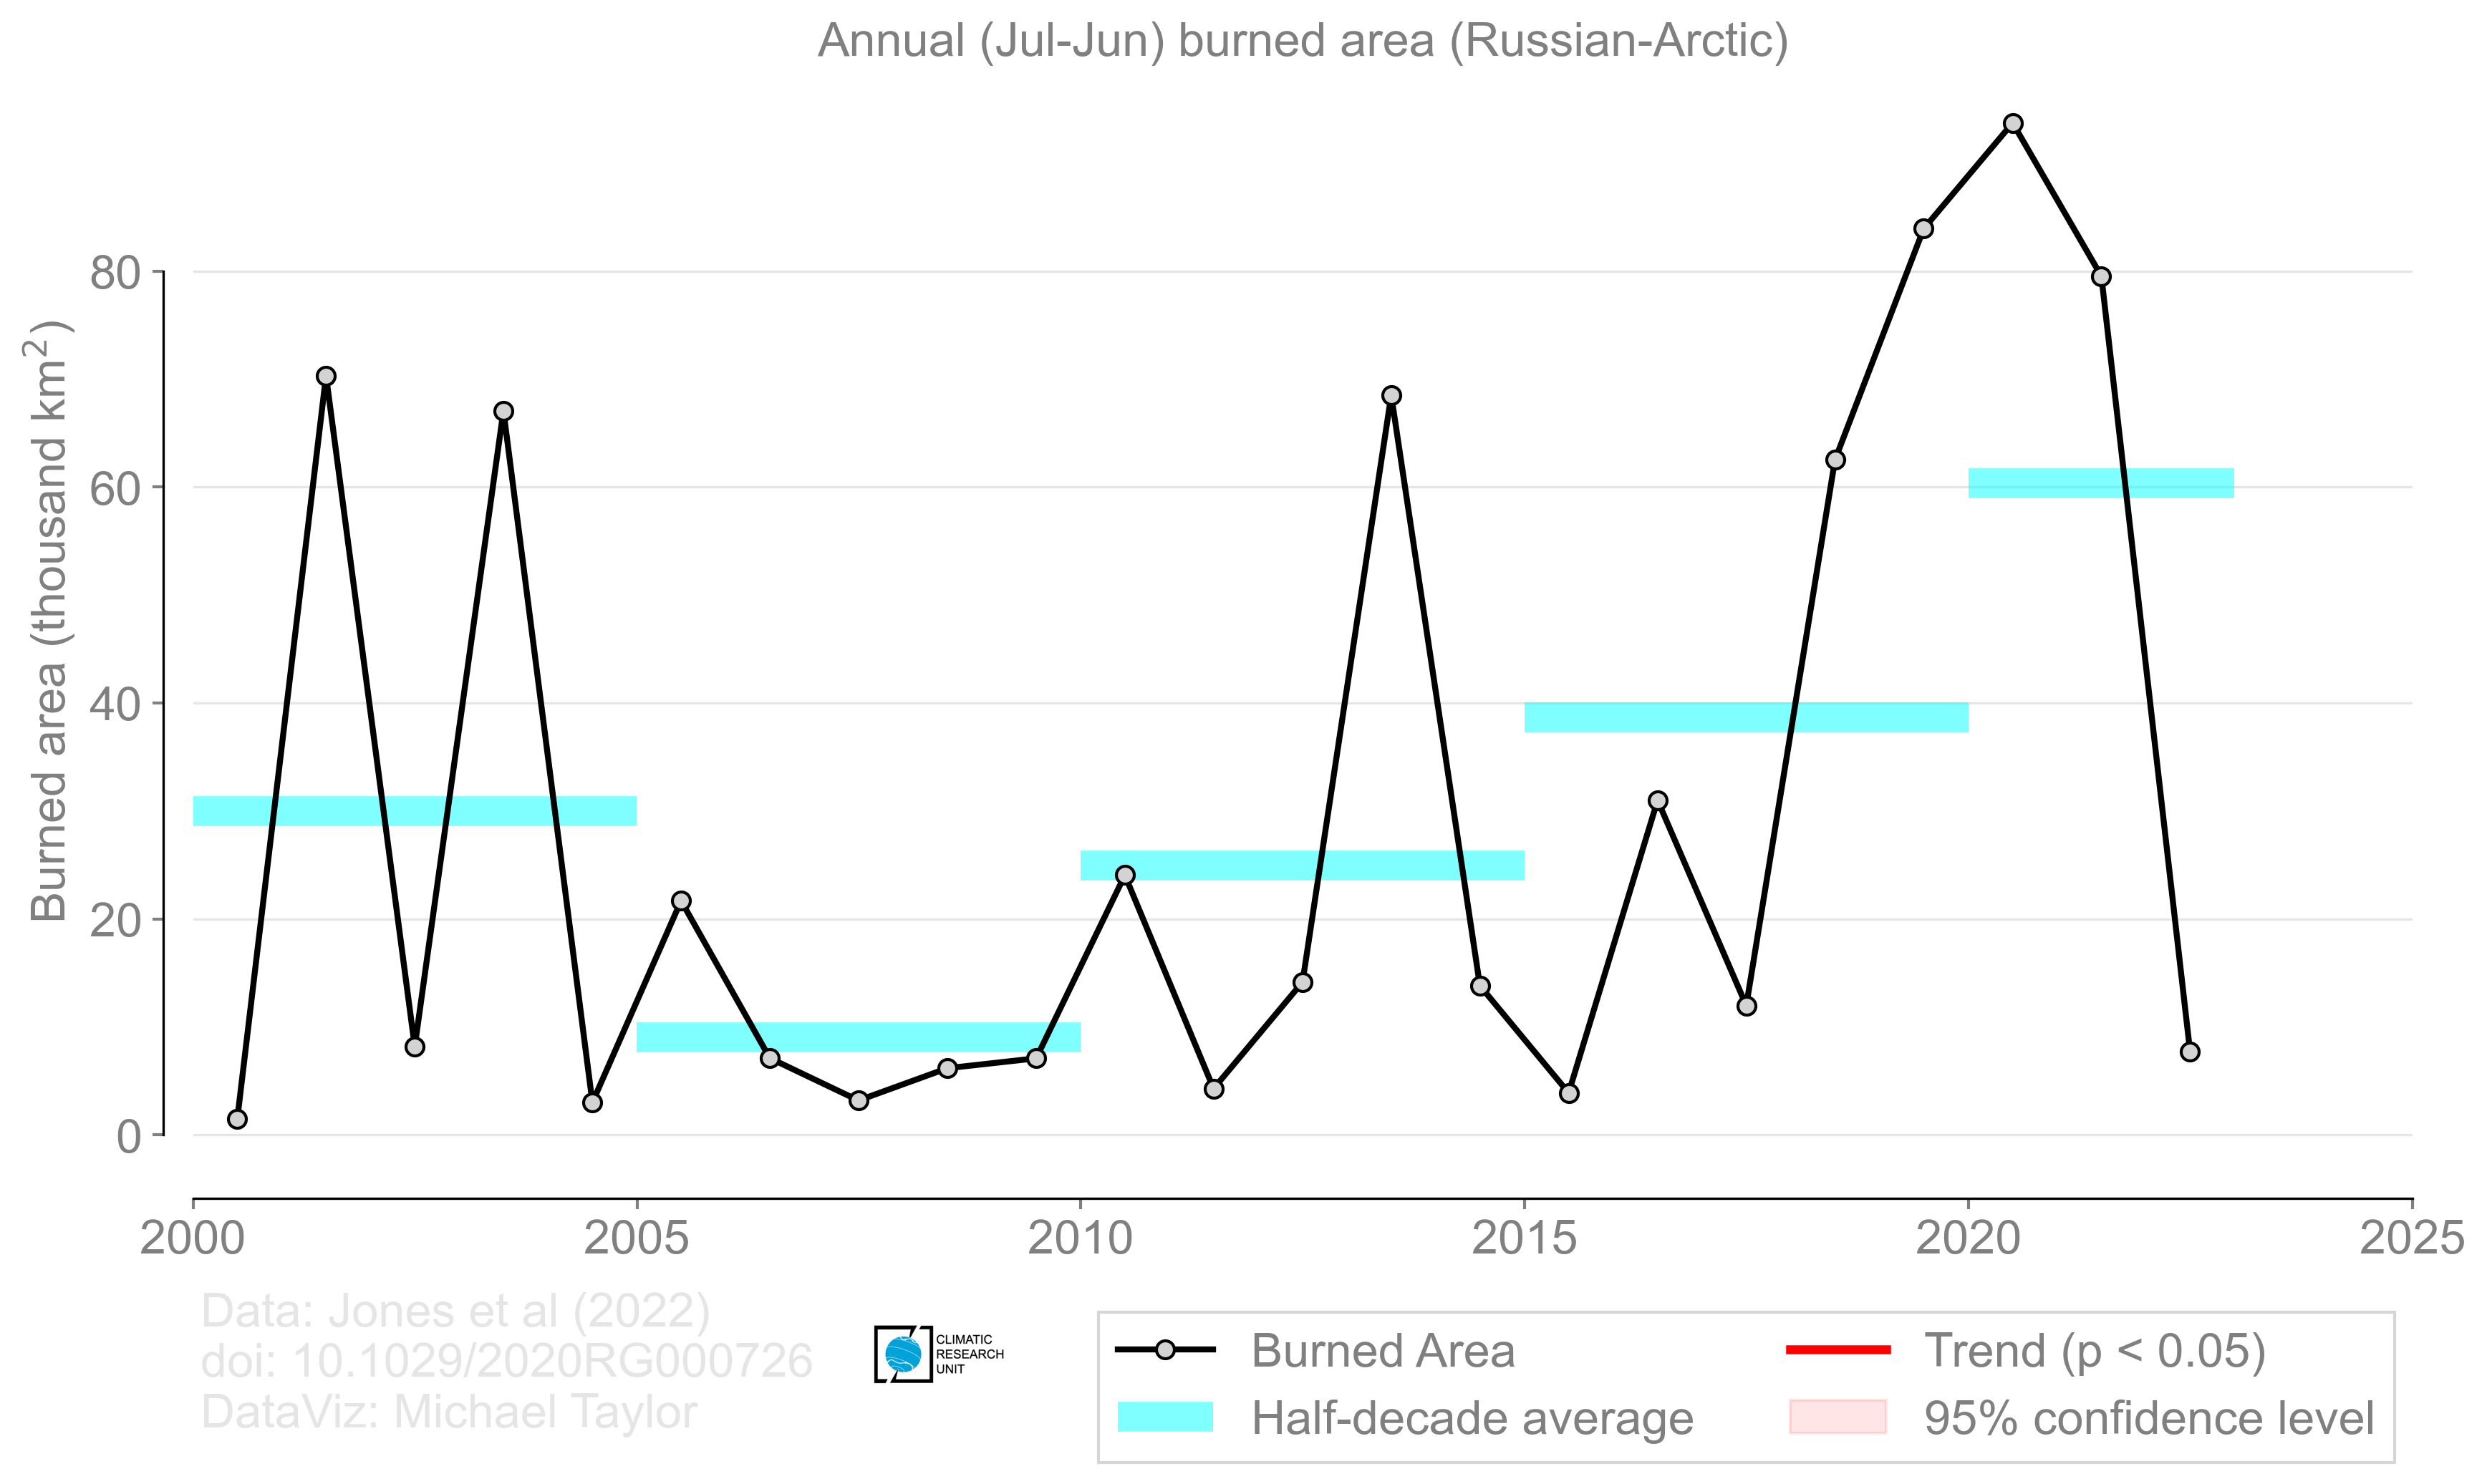 Annual (Jul-Jun) burned area (Russian-Arctic)
Burned area (thousand km²)
80
60
40
20
0
2000 2005 2010 2015 2020 2025
Data: Jones et al (2022)
doi: 10.1029/2020RG000726
DataViz: Michael Taylor
CLIMATIC
RESEARCH
UNIT
Burned Area
Half-decade average
Trend (p < 0.05)
95% confidence level